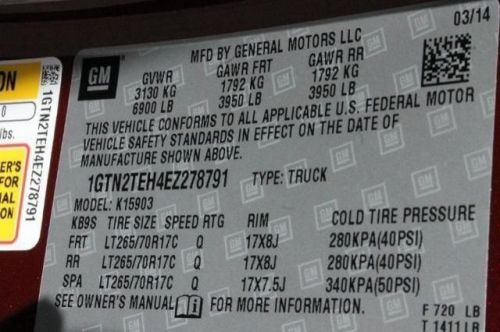 03/14
MFD BY GENERAL MOTORS LLC
GM
GVWR GAWR FRT GAWR RR
3130 KG 1792 KG 1792 KG
6900 LB 3950 LB 3950 LB
THIS VEHICLE CONFORMS TO ALL APPLICABLE U.S. FEDERAL MOTOR
VEHICLE SAFETY STANDARDS IN EFFECT ON THE DATE OF
MANUFACTURE SHOWN ABOVE.
1GTN2TEH4EZ278791 TYPE: TRUCK
MODEL: K15903
KB9S TIRE SIZE SPEED RTG RIM COLD TIRE PRESSURE
FRT LT265/70R17C Q 17X8J 280KPA(40PSI)
RR LT265/70R17C Q 17X8J 280KPA(40PSI)
SPA LT265/70R17C Q 17X7.5J 340KPA(50PSI)
SEE OWNER'S MANUAL FOR MORE INFORMATION.
F 720 LB
T 1411 LB
1GTN2TEH4EZ278791
ON
0
lbs.
ER'S
FOR
NAL
ON